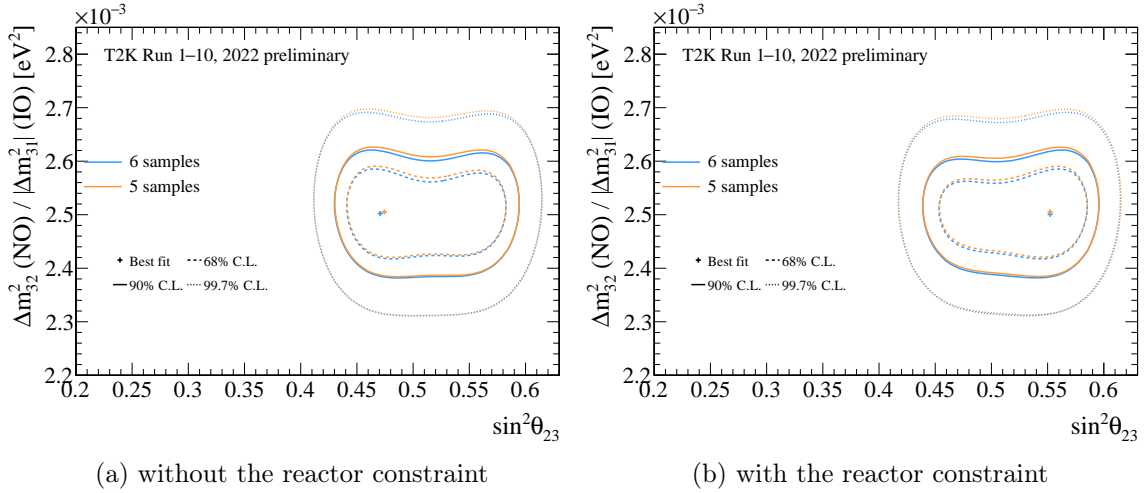 ×10⁻³
T2K Run 1–10, 2022 preliminary
6 samples
5 samples
Best fit
68% C.L.
90% C.L.
99.7% C.L.
2.8
2.7
2.6
2.5
2.4
2.3
2.2
0.2 0.25 0.3 0.35 0.4 0.45 0.5 0.55 0.6
Δm²₃₂ (NO) / |Δm²₃₁| (IO) [eV²]
sin²θ₂₃
(a) without the reactor constraint
×10⁻³
T2K Run 1–10, 2022 preliminary
6 samples
5 samples
Best fit
68% C.L.
90% C.L.
99.7% C.L.
2.8
2.7
2.6
2.5
2.4
2.3
2.2
0.2 0.25 0.3 0.35 0.4 0.45 0.5 0.55 0.6
Δm²₃₂ (NO) / |Δm²₃₁| (IO) [eV²]
sin²θ₂₃
(b) with the reactor constraint